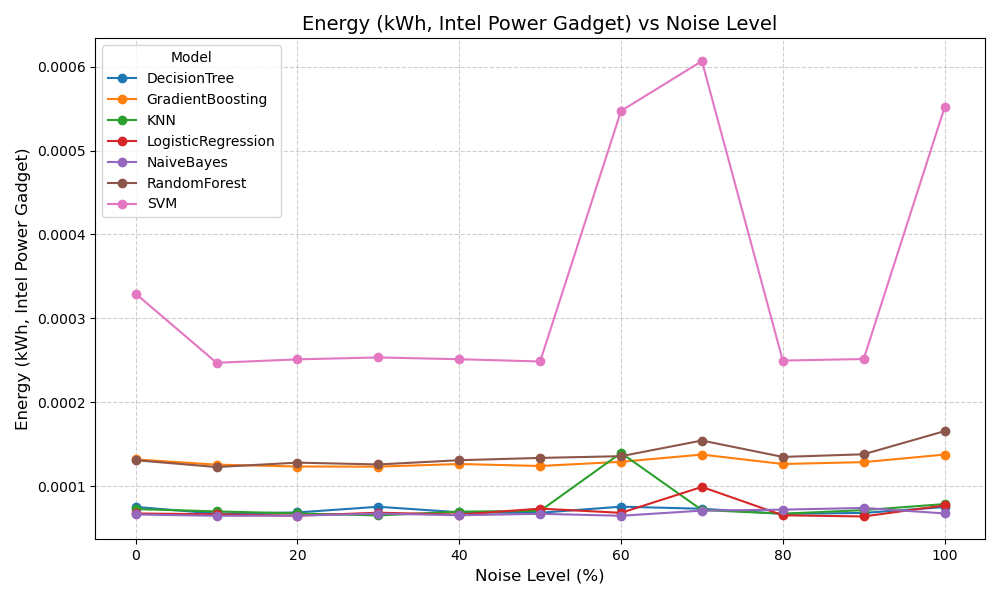 Energy (kWh, Intel Power Gadget) vs Noise Level
Model
DecisionTree
GradientBoosting
KNN
LogisticRegression
NaiveBayes
RandomForest
SVM
Energy (kWh, Intel Power Gadget)
0.0006
0.0005
0.0004
0.0003
0.0002
0.0001
0 20 40 60 80 100
Noise Level (%)